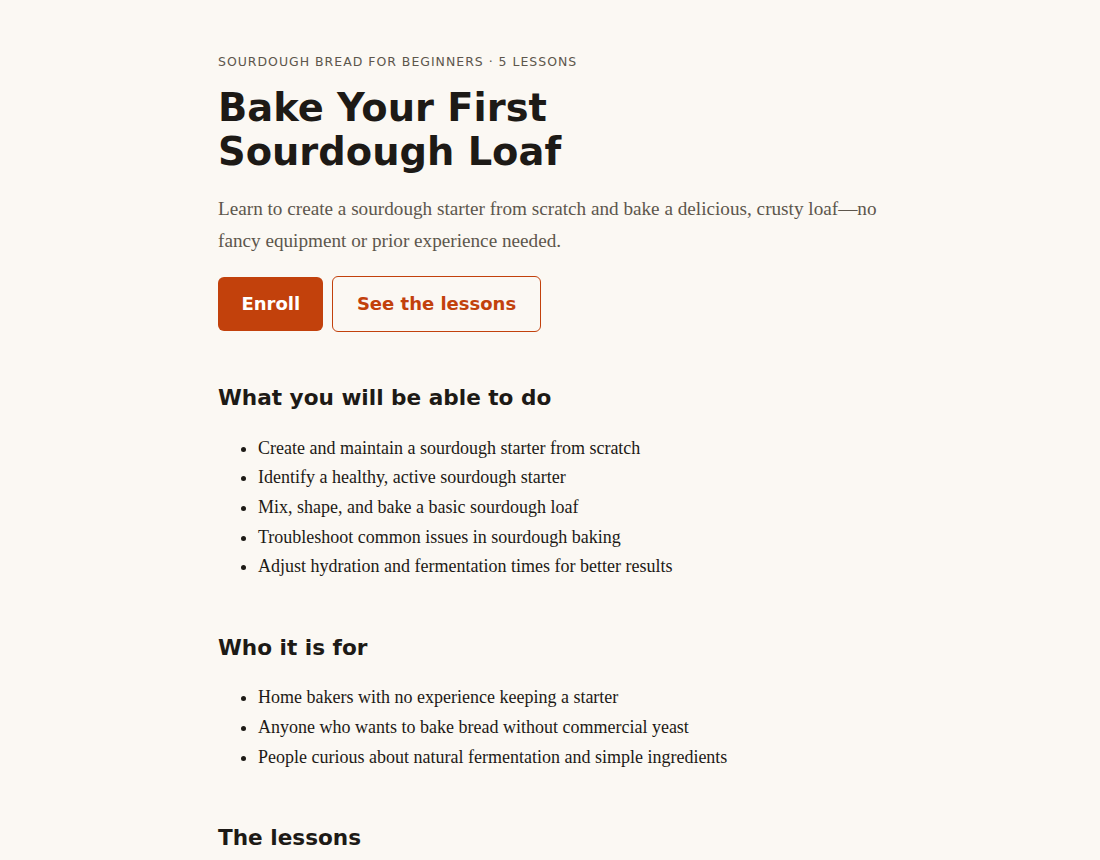 SOURDOUGH BREAD FOR BEGINNERS · 5 LESSONS
Bake Your First
Sourdough Loaf
Learn to create a sourdough starter from scratch and bake a delicious, crusty loaf—no
fancy equipment or prior experience needed.
Enroll
See the lessons
What you will be able to do
• Create and maintain a sourdough starter from scratch
• Identify a healthy, active sourdough starter
• Mix, shape, and bake a basic sourdough loaf
• Troubleshoot common issues in sourdough baking
• Adjust hydration and fermentation times for better results
Who it is for
• Home bakers with no experience keeping a starter
• Anyone who wants to bake bread without commercial yeast
• People curious about natural fermentation and simple ingredients
The lessons